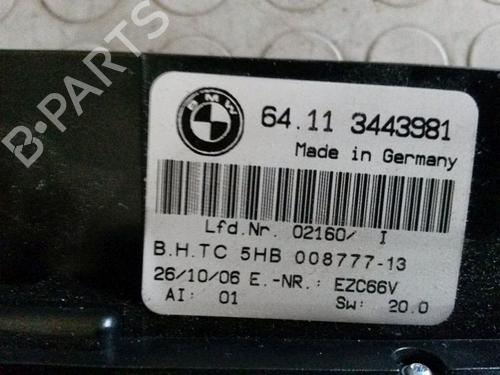 BMW
64.11 3443981
Made in Germany
Lfd.Nr. 02160/ I
B.H.TC 5HB 008777-13
26/10/06 E.-NR.: EZC66V
AI: 01 SW: 20.0
B-PARTS